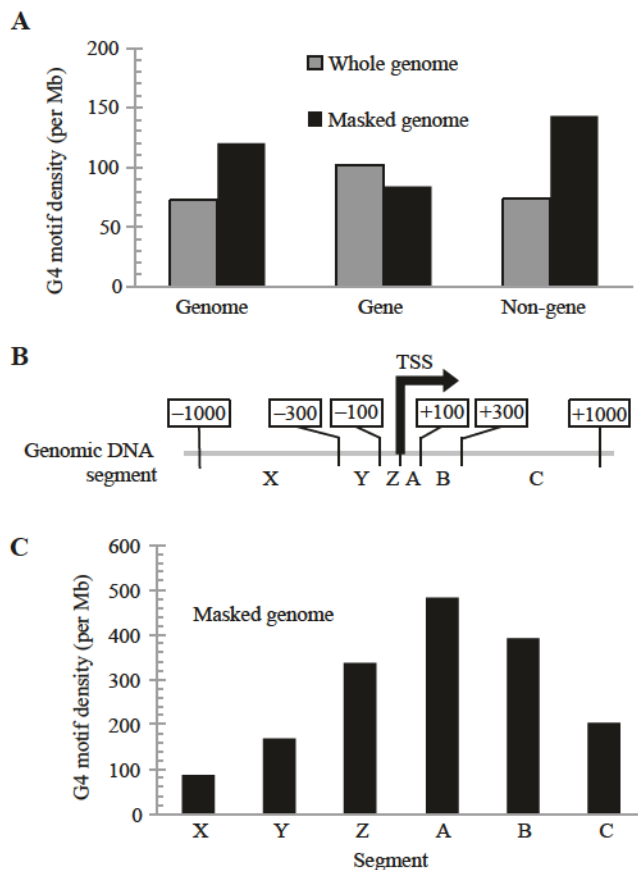 A
G4 motif density (per Mb)
200
150
100
50
0
Whole genome
Masked genome
Genome Gene Non-gene
B
TSS
−1000 −300 −100 +100 +300 +1000
Genomic DNA
segment
X Y Z A B C
C
G4 motif density (per Mb)
600
500
400
300
200
100
0
Masked genome
X Y Z A B C
Segment